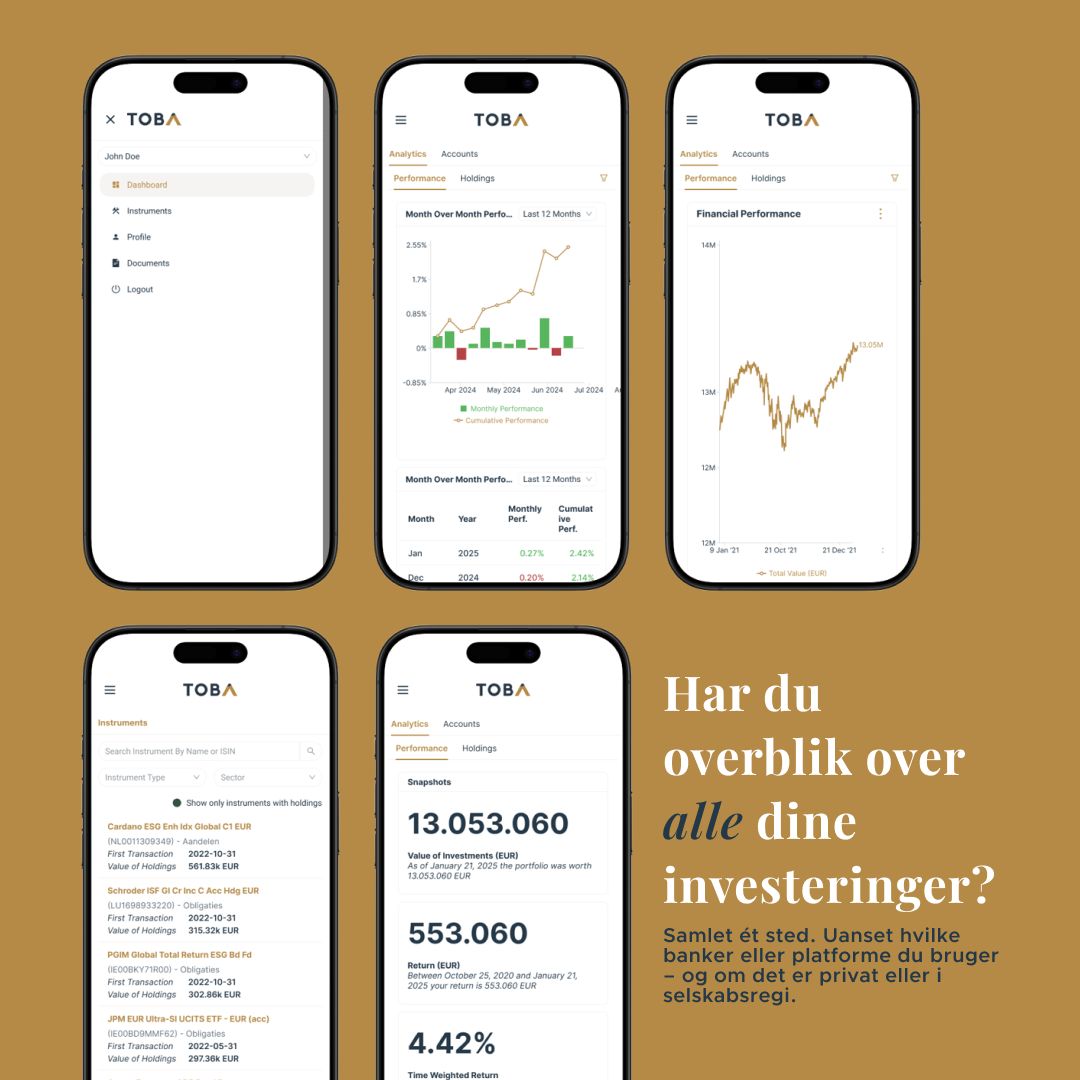 TOBA
John Doe
Dashboard
Instruments
Profile
Documents
Logout
TOBA
Analytics Accounts
Performance Holdings
Month Over Month Perfo... Last 12 Months
2.55%
1.7%
0.85%
0%
-0.85%
Apr 2024 May 2024 Jun 2024 Jul 2024 A
Monthly Performance
Cumulative Performance
Month Over Month Perfo... Last 12 Months
Month Year Monthly Perf. Cumulat ive Perf.
Jan 2025 0.27% 2.42%
Dec 2024 0.20% 2.14%
TOBA
Analytics Accounts
Performance Holdings
Financial Performance
14M
13.05M
13M
12M
12M
9 Jan '21 21 Oct '21 21 Dec '21
Total Value (EUR)
TOBA
Instruments
Search Instrument By Name or ISIN
Instrument Type Sector
Show only instruments with holdings
Cardano ESG Enh Idx Global C1 EUR
(NL0011309349) - Aandelen
First Transaction 2022-10-31
Value of Holdings 561.83k EUR
Schroder ISF Gl Cr Inc C Acc Hdg EUR
(LU1698933220) - Obligaties
First Transaction 2022-10-31
Value of Holdings 315.32k EUR
PGIM Global Total Return ESG Bd Fd
(IE00BKY71R00) - Obligaties
First Transaction 2022-10-31
Value of Holdings 302.86k EUR
JPM EUR Ultra-SI UCITS ETF - EUR (acc)
(IE00BD9MMF62) - Obligaties
First Transaction 2022-05-31
Value of Holdings 297.36k EUR
TOBA
Analytics Accounts
Performance Holdings
Snapshots
13.053.060
Value of Investments (EUR)
As of January 21, 2025 the portfolio was worth
13.053.060 EUR
553.060
Return (EUR)
Between October 25, 2020 and January 21,
2025 your return is 553.060 EUR
4.42%
Time Weighted Return
Har du
overblik over
alle dine
investeringer?
Samlet ét sted. Uanset hvilke
banker eller platforme du bruger
– og om det er privat eller i
selskabsregi.